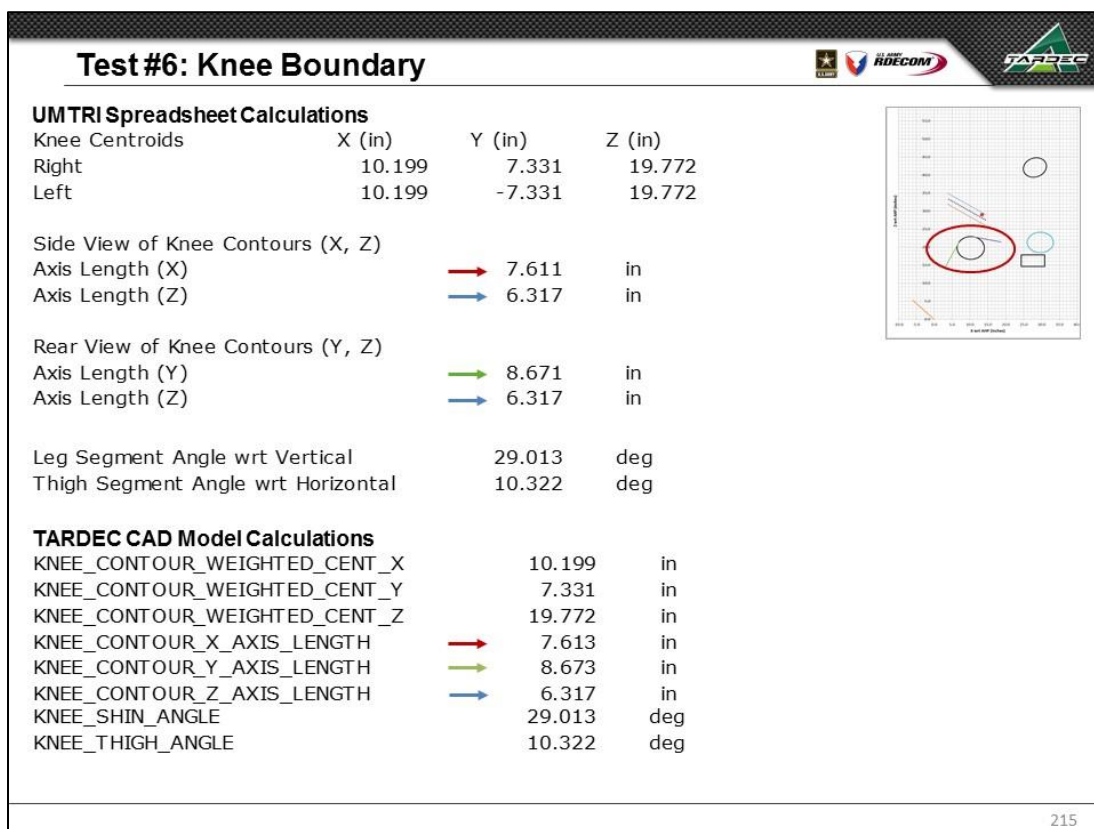 Test #6: Knee Boundary
U.S. ARMY
RDECOM
TARDEC
UMTRI Spreadsheet Calculations
Knee Centroids X (in) Y (in) Z (in)
Right 10.199 7.331 19.772
Left 10.199 -7.331 19.772
Side View of Knee Contours (X, Z)
Axis Length (X) 7.611 in
Axis Length (Z) 6.317 in
Rear View of Knee Contours (Y, Z)
Axis Length (Y) 8.671 in
Axis Length (Z) 6.317 in
Leg Segment Angle wrt Vertical 29.013 deg
Thigh Segment Angle wrt Horizontal 10.322 deg
TARDEC CAD Model Calculations
KNEE_CONTOUR_WEIGHTED_CENT_X 10.199 in
KNEE_CONTOUR_WEIGHTED_CENT_Y 7.331 in
KNEE_CONTOUR_WEIGHTED_CENT_Z 19.772 in
KNEE_CONTOUR_X_AXIS_LENGTH 7.613 in
KNEE_CONTOUR_Y_AXIS_LENGTH 8.673 in
KNEE_CONTOUR_Z_AXIS_LENGTH 6.317 in
KNEE_SHIN_ANGLE 29.013 deg
KNEE_THIGH_ANGLE 10.322 deg
215